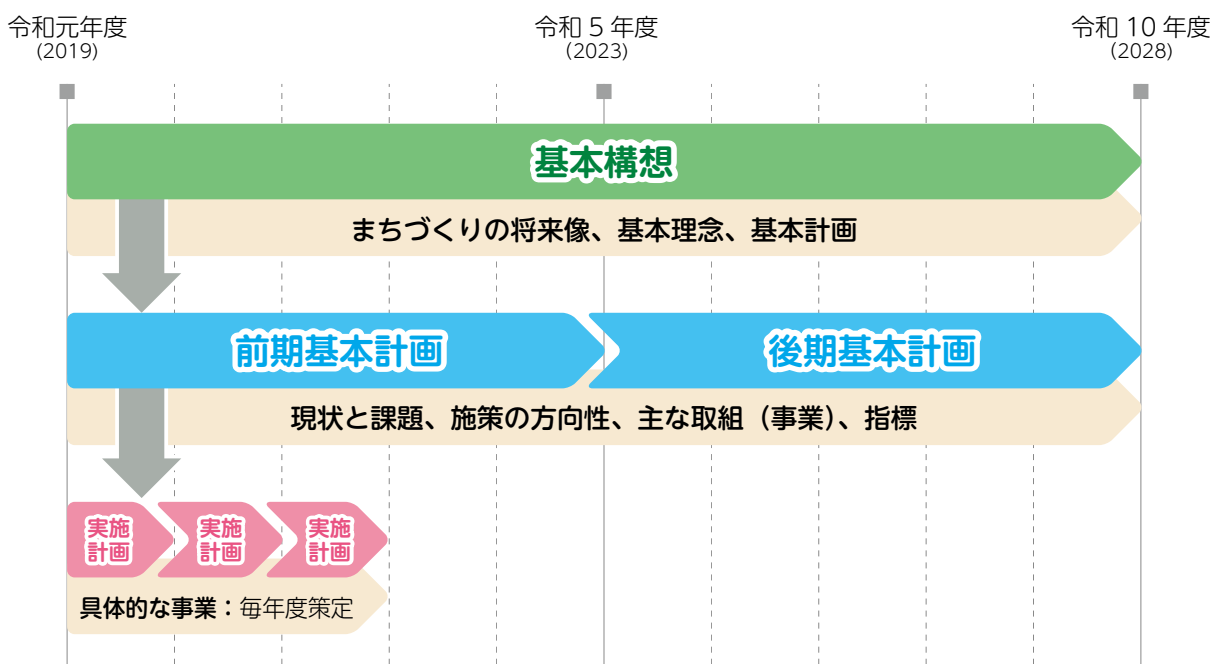 令和元年度
(2019)
令和 5 年度
(2023)
令和 10 年度
(2028)
基本構想
まちづくりの将来像、基本理念、基本計画
前期基本計画
後期基本計画
現状と課題、施策の方向性、主な取組（事業）、指標
実施
計画
実施
計画
実施
計画
具体的な事業：毎年度策定